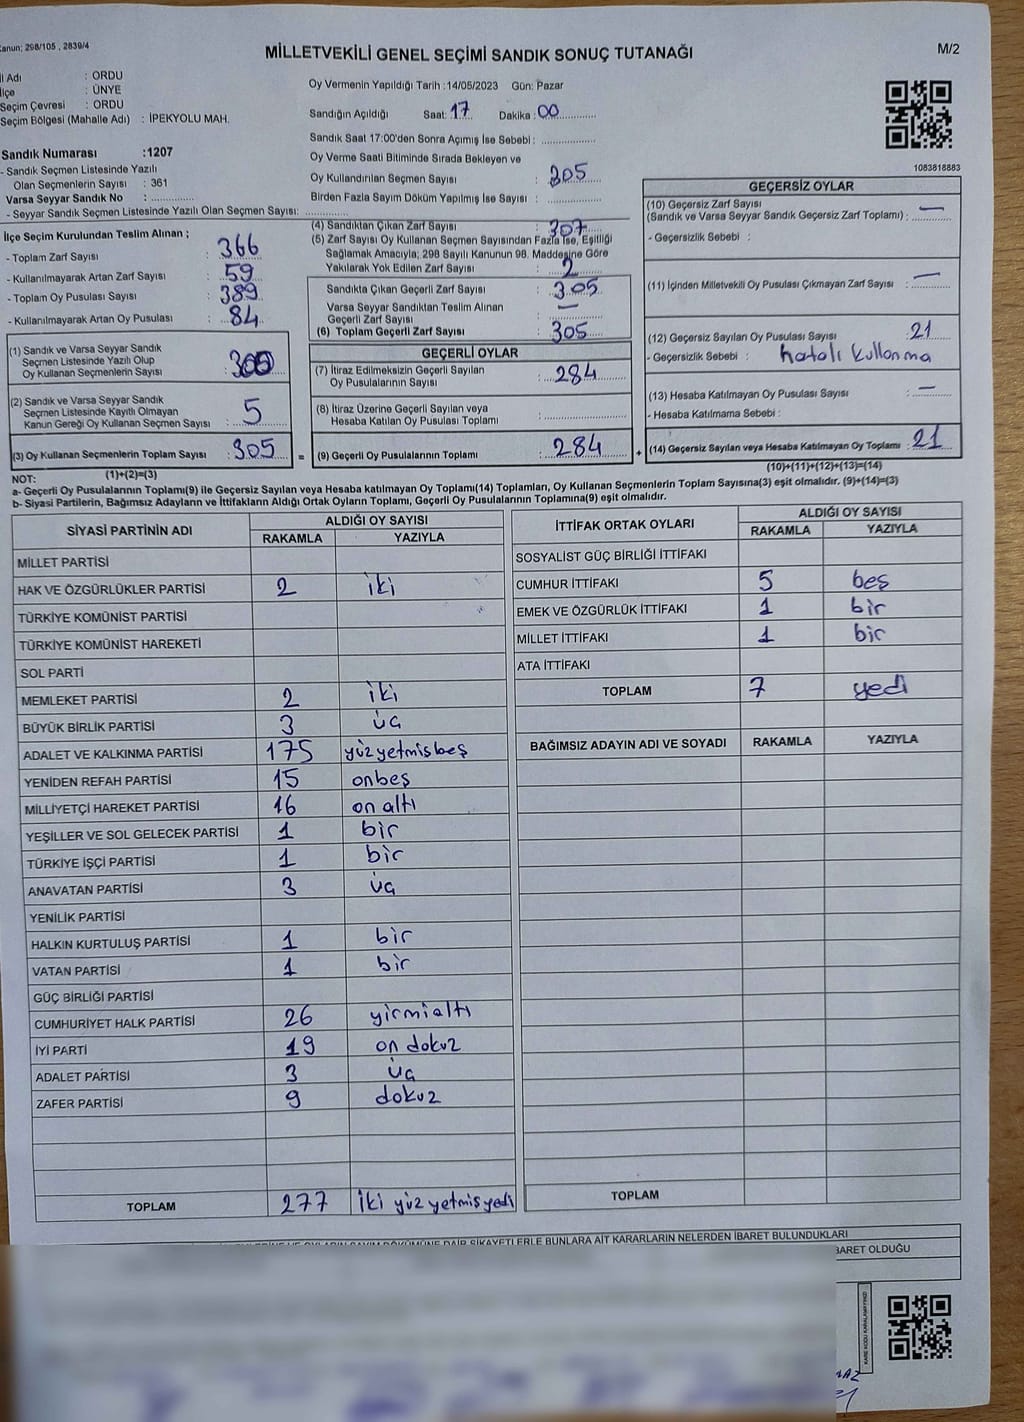 Kanun; 298/105 , 2839/4
MİLLETVEKİLİ GENEL SEÇİMİ SANDIK SONUÇ TUTANAĞI
M/2
İl Adı : ORDU
İlçe : ÜNYE
Seçim Çevresi : ORDU
Seçim Bölgesi (Mahalle Adı) : İPEKYOLU MAH.
Sandık Numarası :1207
- Sandık Seçmen Listesinde Yazılı
Olan Seçmenlerin Sayısı : 361
Varsa Seyyar Sandık No : ............
- Seyyar Sandık Seçmen Listesinde Yazılı Olan Seçmen Sayısı: ............
Oy Vermenin Yapıldığı Tarih :14/05/2023 Gün: Pazar
Sandığın Açıldığı Saat: 17 Dakika : 00
Sandık Saat 17:00'den Sonra Açımış İse Sebebi : ............
Oy Verme Saati Bitiminde Sırada Bekleyen ve
Oy Kullandırılan Seçmen Sayısı : 305
Birden Fazla Sayım Döküm Yapılmış İse Sayısı : ............
1083818883
İlçe Seçim Kurulundan Teslim Alınan ;
- Toplam Zarf Sayısı : 366
- Kullanılmayarak Artan Zarf Sayısı : 59
- Toplam Oy Pusulası Sayısı : 389
- Kullanılmayarak Artan Oy Pusulası : 84
(1) Sandık ve Varsa Seyyar Sandık
Seçmen Listesinde Yazılı Olup
Oy Kullanan Seçmenlerin Sayısı : 300
(2) Sandık ve Varsa Seyyar Sandık
Seçmen Listesinde Kayıtlı Olmayan
Kanun Gereği Oy Kullanan Seçmen Sayısı : 5
(3) Oy Kullanan Seçmenlerin Toplam Sayısı : 305
(1)+(2)=(3)
(4) Sandıktan Çıkan Zarf Sayısı : 307
(5) Zarf Sayısı Oy Kullanan Seçmen Sayısından Fazla İse, Eşitliği
Sağlamak Amacıyla; 298 Sayılı Kanunun 98. Maddesine Göre
Yakılarak Yok Edilen Zarf Sayısı : 2
Sandıkta Çıkan Geçerli Zarf Sayısı : 305
Varsa Seyyar Sandıktan Teslim Alınan
Geçerli Zarf Sayısı : —
(6) Toplam Geçerli Zarf Sayısı : 305
GEÇERLİ OYLAR
(7) İtiraz Edilmeksizin Geçerli Sayılan
Oy Pusulalarının Sayısı : 284
(8) İtiraz Üzerine Geçerli Sayılan veya
Hesaba Katılan Oy Pusulası Toplamı : ............
= (9) Geçerli Oy Pusulalarının Toplamı : 284 +
GEÇERSİZ OYLAR
(10) Geçersiz Zarf Sayısı
(Sandık ve Varsa Seyyar Sandık Geçersiz Zarf Toplamı) : —
- Geçersizlik Sebebi :
(11) İçinden Milletvekili Oy Pusulası Çıkmayan Zarf Sayısı : —
(12) Geçersiz Sayılan Oy Pusulası Sayısı : 21
- Geçersizlik Sebebi : hatalı kullanma
(13) Hesaba Katılmayan Oy Pusulası Sayısı : —
- Hesaba Katılmama Sebebi :
(14) Geçersiz Sayılan veya Hesaba Katılmayan Oy Toplamı : 21
(10)+(11)+(12)+(13)=(14)
NOT:
a- Geçerli Oy Pusulalarının Toplamı(9) ile Geçersiz Sayılan veya Hesaba katılmayan Oy Toplamı(14) Toplamları, Oy Kullanan Seçmenlerin Toplam Sayısına(3) eşit olmalıdır. (9)+(14)=(3)
b- Siyasi Partilerin, Bağımsız Adayların ve İttifakların Aldığı Ortak Oyların Toplamı, Geçerli Oy Pusulalarının Toplamına(9) eşit olmalıdır.
SİYASİ PARTİNİN ADI ALDIĞI OY SAYISI
RAKAMLA YAZIYLA
MİLLET PARTİSİ
HAK VE ÖZGÜRLÜKLER PARTİSİ 2 iki
TÜRKİYE KOMÜNİST PARTİSİ
TÜRKİYE KOMÜNİST HAREKETİ
SOL PARTİ
MEMLEKET PARTİSİ 2 iki
BÜYÜK BİRLİK PARTİSİ 3 üç
ADALET VE KALKINMA PARTİSİ 175 yüzyetmişbeş
YENİDEN REFAH PARTİSİ 15 onbeş
MİLLİYETÇİ HAREKET PARTİSİ 16 on altı
YEŞİLLER VE SOL GELECEK PARTİSİ 1 bir
TÜRKİYE İŞÇİ PARTİSİ 1 bir
ANAVATAN PARTİSİ 3 üç
YENİLİK PARTİSİ
HALKIN KURTULUŞ PARTİSİ 1 bir
VATAN PARTİSİ 1 bir
GÜÇ BİRLİĞİ PARTİSİ
CUMHURİYET HALK PARTİSİ 26 yirmialtı
İYİ PARTİ 19 on dokuz
ADALET PARTİSİ 3 üç
ZAFER PARTİSİ 9 dokuz
TOPLAM 277 iki yüz yetmiş yedi
İTTİFAK ORTAK OYLARI ALDIĞI OY SAYISI
RAKAMLA YAZIYLA
SOSYALİST GÜÇ BİRLİĞİ İTTİFAKI
CUMHUR İTTİFAKI 5 beş
EMEK VE ÖZGÜRLÜK İTTİFAKI 1 bir
MİLLET İTTİFAKI 1 bir
ATA İTTİFAKI
TOPLAM 7 yedi
BAĞIMSIZ ADAYIN ADI VE SOYADI RAKAMLA YAZIYLA
TOPLAM
DÖKÜMÜNE DAİR ŞİKAYETLERLE BUNLARA AİT KARARLARIN NELERDEN İBARET BULUNDUKLARI
BARET OLDUĞU
KARE KODU KARALAMAYINIZ!